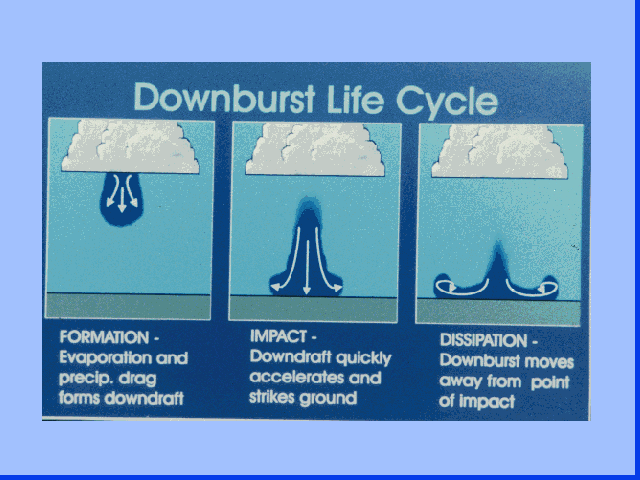 Downburst Life Cycle
FORMATION -
Evaporation and
precip. drag
forms downdraft
IMPACT -
Downdraft quickly
accelerates and
strikes ground
DISSIPATION -
Downburst moves
away from point
of impact